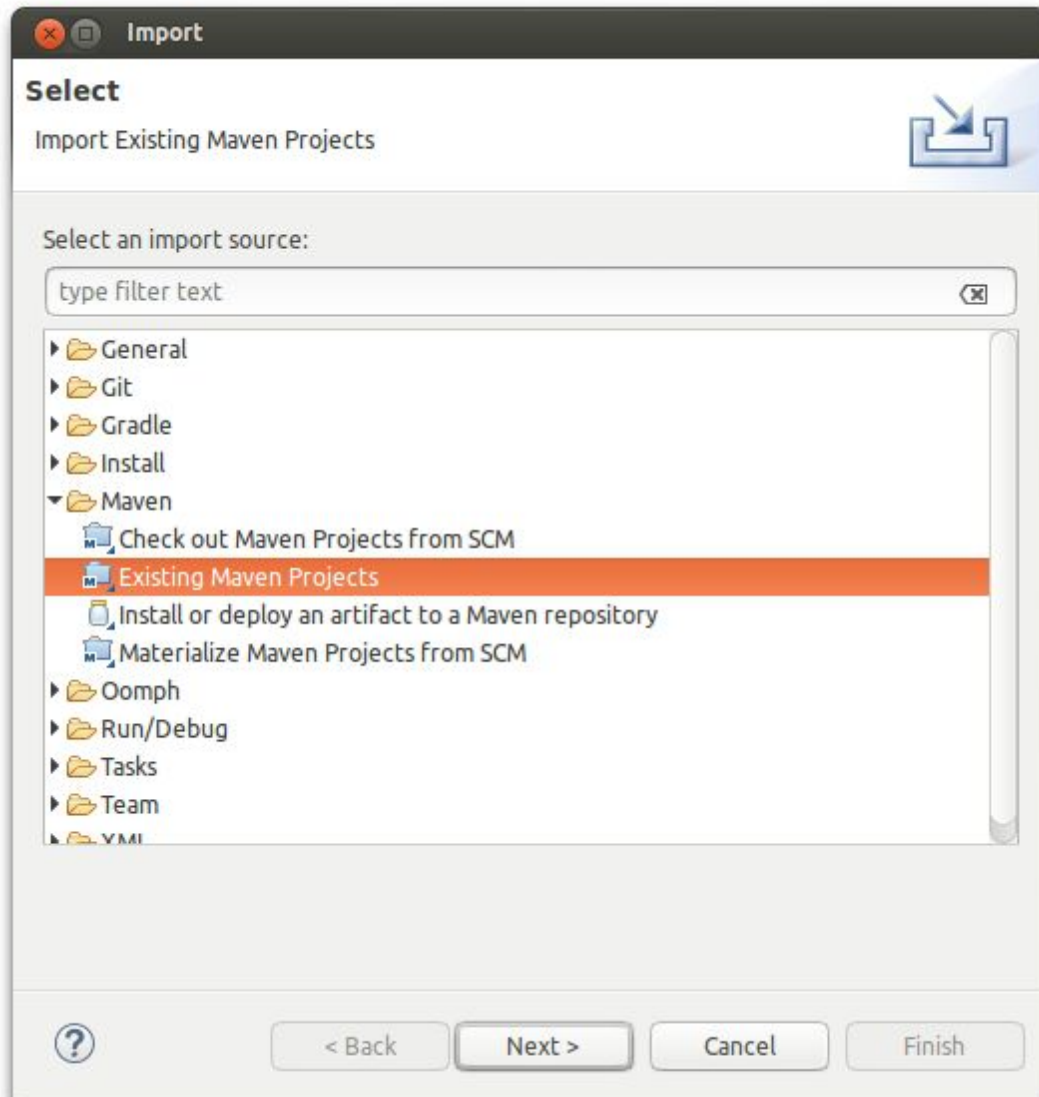 Import
Select
Import Existing Maven Projects
Select an import source:
type filter text
General
Git
Gradle
Install
Maven
Check out Maven Projects from SCM
Existing Maven Projects
Install or deploy an artifact to a Maven repository
Materialize Maven Projects from SCM
Oomph
Run/Debug
Tasks
Team
XML
< Back Next > Cancel Finish